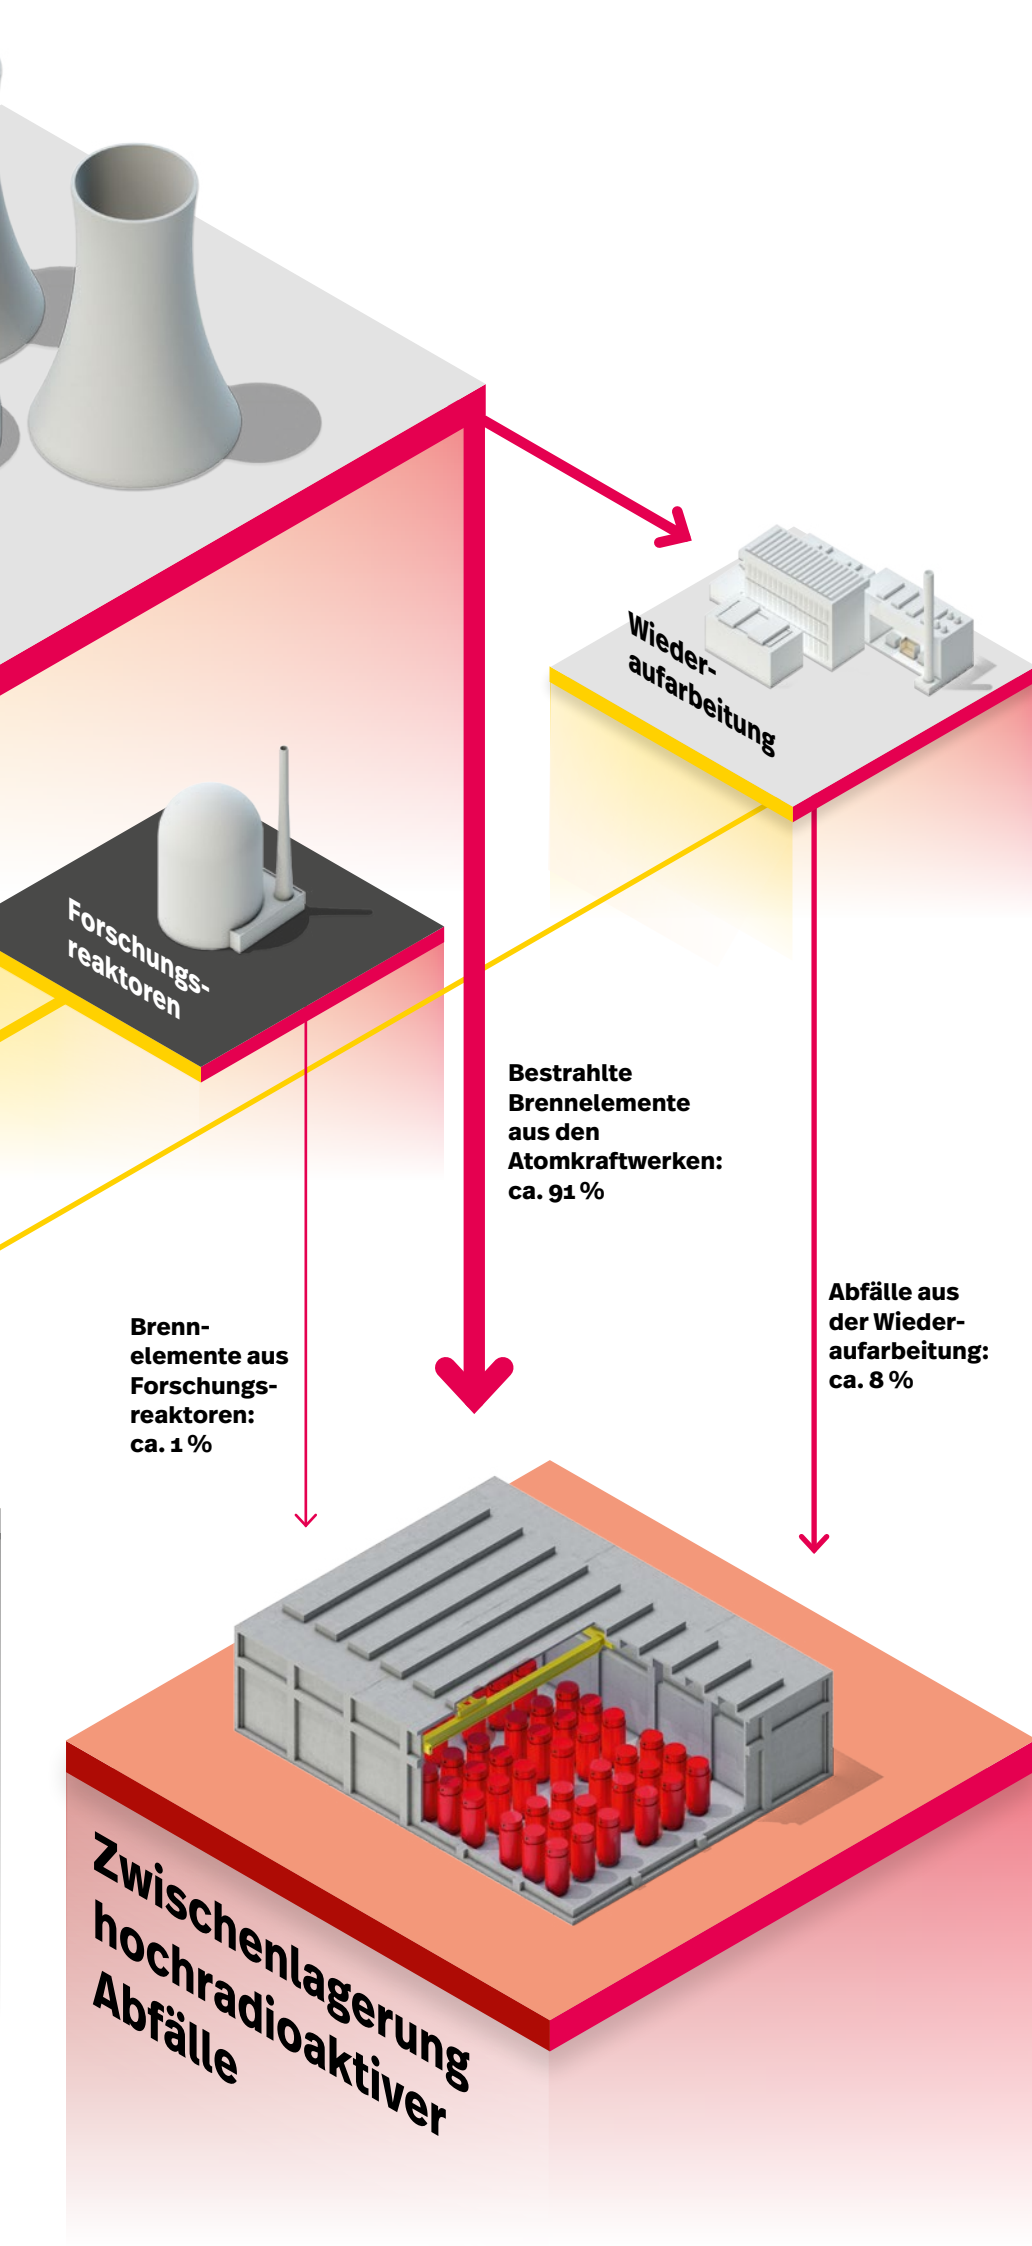 Wieder-
aufarbeitung
Forschungs-
reaktoren
Bestrahlte
Brennelemente
aus den
Atomkraftwerken:
ca. 91 %
Abfälle aus
der Wieder-
aufarbeitung:
ca. 8 %
Brenn-
elemente aus
Forschungs-
reaktoren:
ca. 1 %
Zwischenlagerung
hochradioaktiver
Abfälle